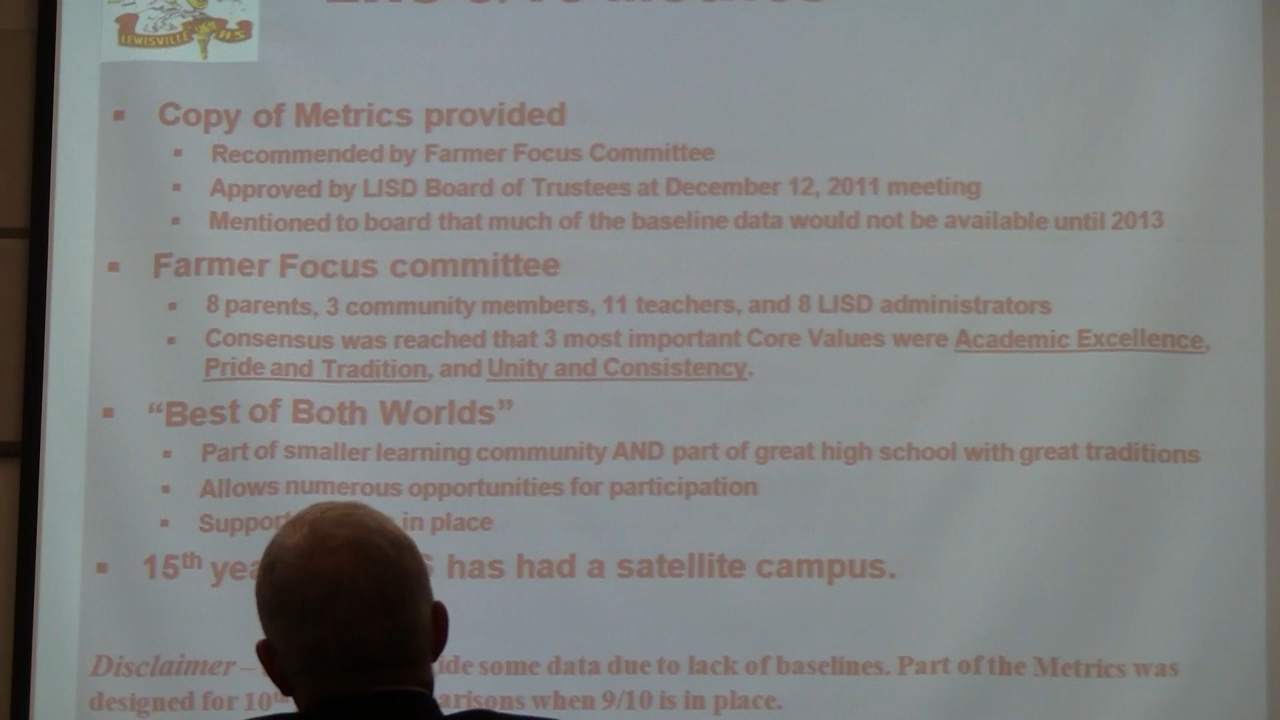 LEWISVILLE H.S
Metrics
Copy of Metrics provided
Recommended by Farmer Focus Committee
Approved by LISD Board of Trustees at December 12, 2011 meeting
Mentioned to board that much of the baseline data would not be available until 2013
Farmer Focus committee
8 parents, 3 community members, 11 teachers, and 8 LISD administrators
Consensus was reached that 3 most important Core Values were Academic Excellence,
Pride and Tradition, and Unity and Consistency.
“Best of Both Worlds”
Part of smaller learning community AND part of great high school with great traditions
Allows numerous opportunities for participation
in place
15th has had a satellite campus.
Disclaimer – some data due to lack of baselines. Part of the Metrics was
designed for 10th when 9/10 is in place.